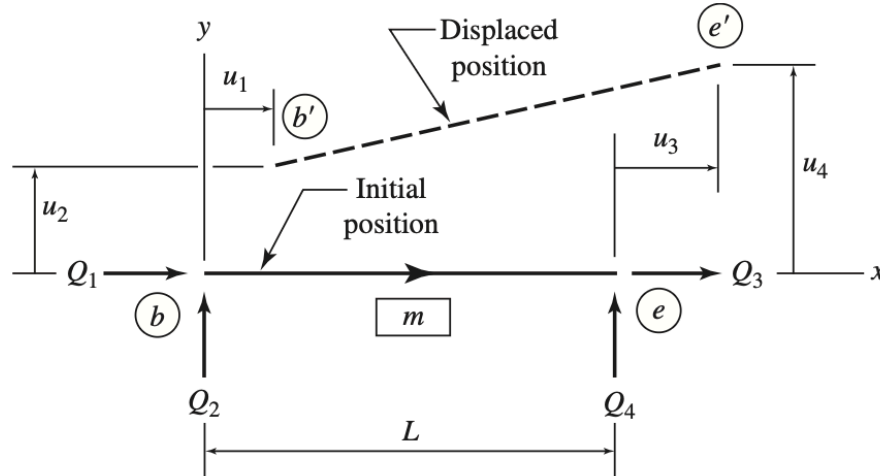 y
Displaced
position
e′
u1
b′
u3
u4
u2
Initial
position
Q1
Q3
x
b
m
e
Q2
Q4
L